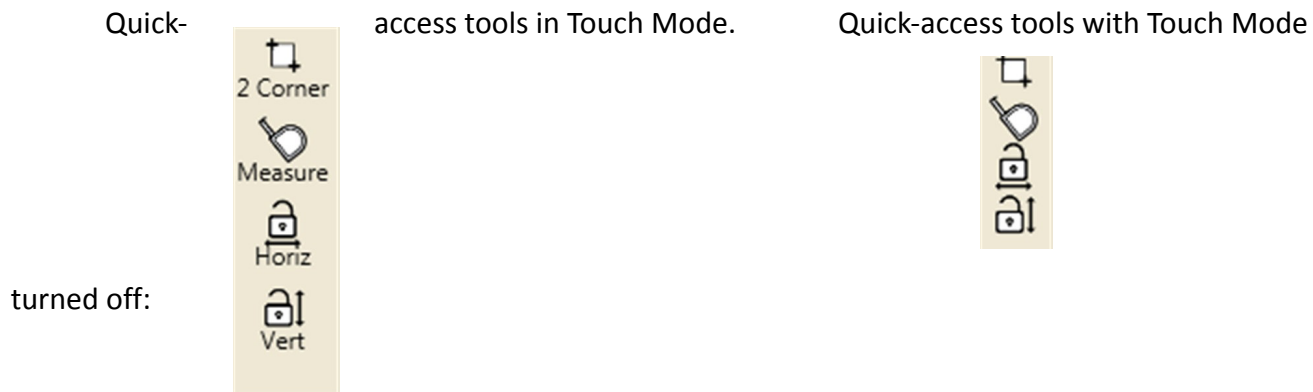 Quick- access tools in Touch Mode. Quick-access tools with Touch Mode
2 Corner
Measure
Horiz
turned off:
Vert